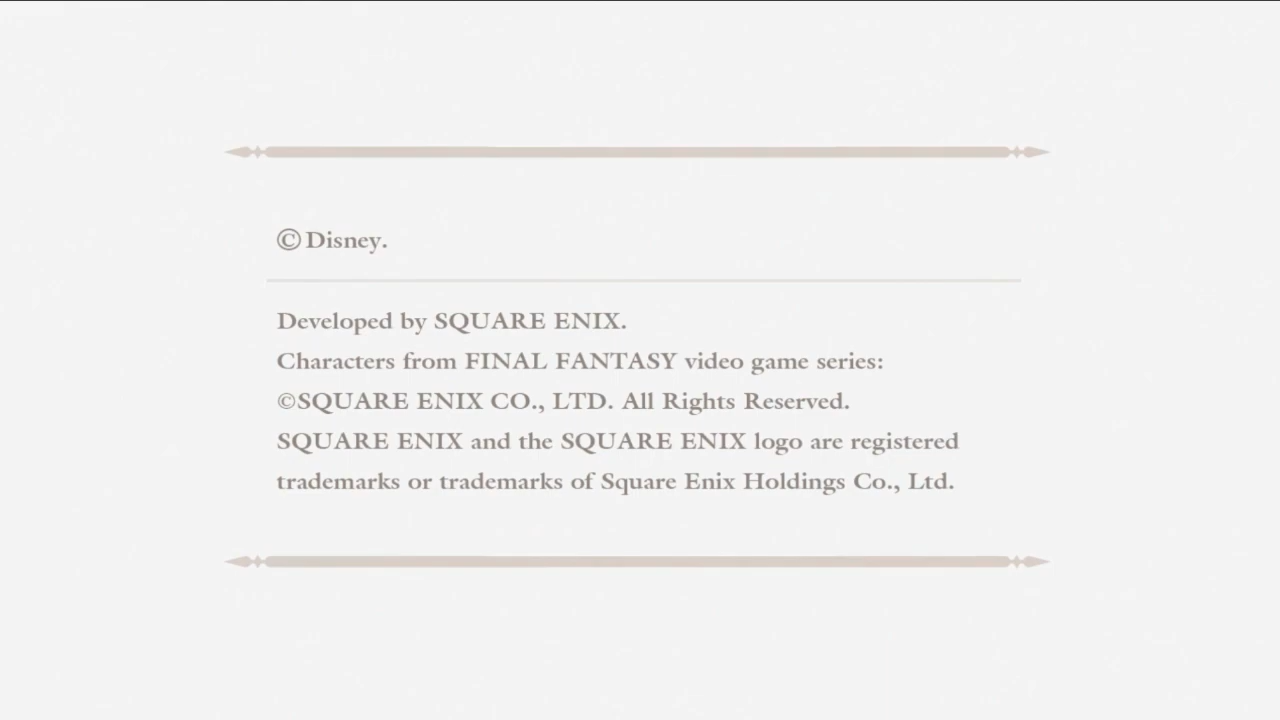 © Disney.
Developed by SQUARE ENIX.
Characters from FINAL FANTASY video game series:
©SQUARE ENIX CO., LTD. All Rights Reserved.
SQUARE ENIX and the SQUARE ENIX logo are registered
trademarks or trademarks of Square Enix Holdings Co., Ltd.